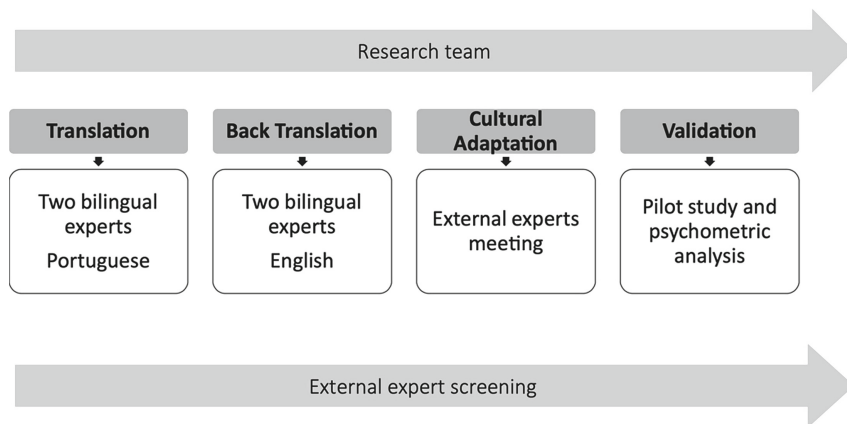 Research team
Translation
Back Translation
Cultural
Adaptation
Validation
Two bilingual
experts
Portuguese
Two bilingual
experts
English
External experts
meeting
Pilot study and
psychometric
analysis
External expert screening